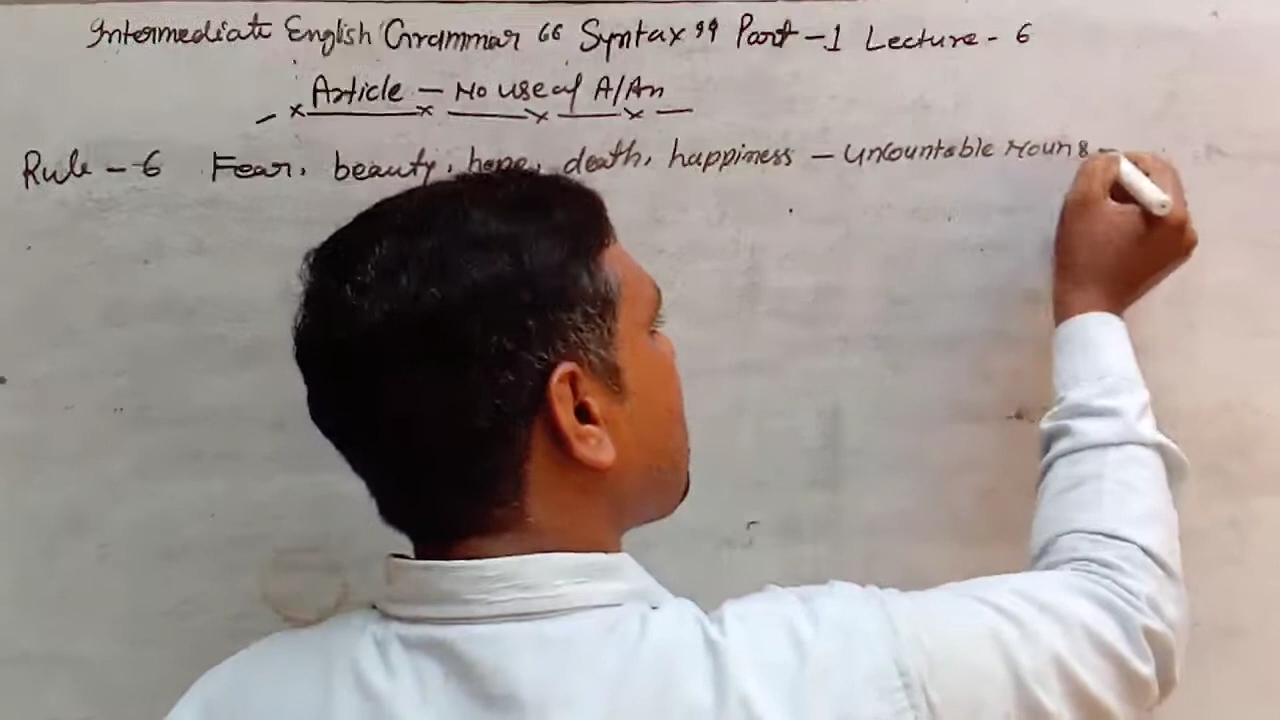 Intermediate English Grammar “ Syntax ” Part -1 Lecture - 6
Article - No use of A/An
Rule - 6 Fear, beauty, hope, death, happiness - Uncountable Nouns -